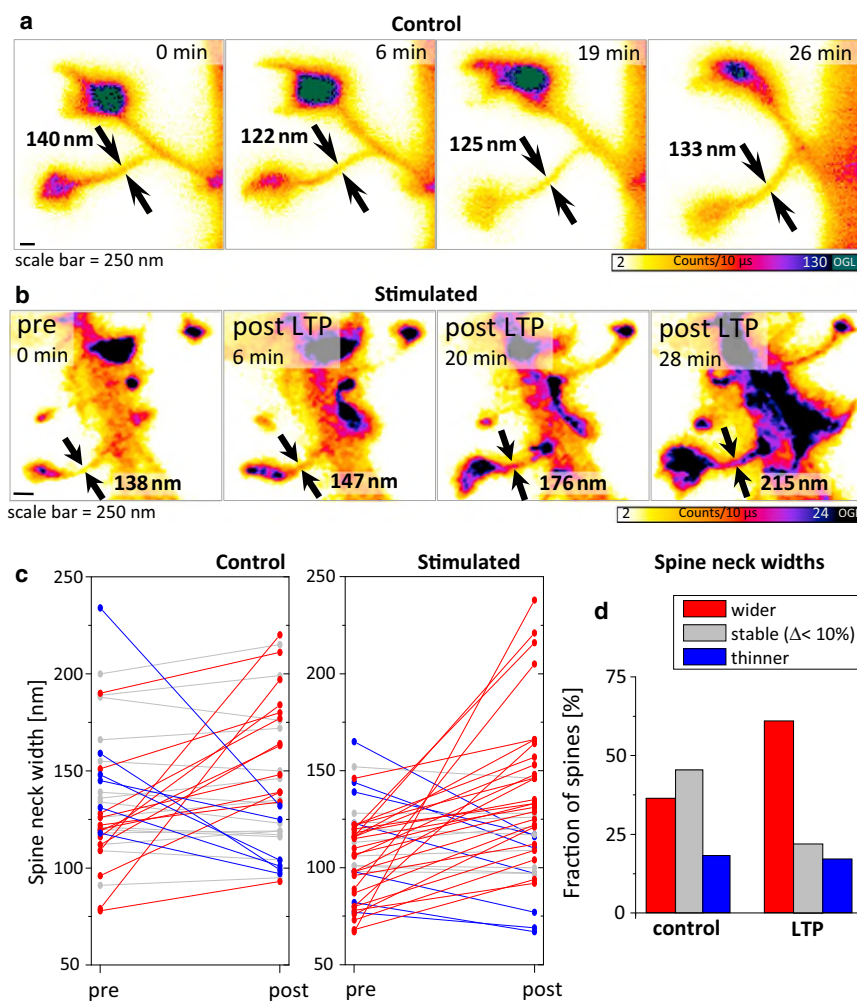 a
Control
0 min
6 min
19 min
26 min
140 nm
122 nm
125 nm
133 nm
scale bar = 250 nm
2 Counts/10 µs 130 OGL
b
Stimulated
pre
0 min
post LTP
6 min
post LTP
20 min
post LTP
28 min
138 nm
147 nm
176 nm
215 nm
scale bar = 250 nm
2 Counts/10 µs 24 OGL
c
Control
Stimulated
Spine neck width [nm]
250
200
150
100
50
pre
post
250
200
150
100
50
pre
post
Spine neck widths
d
wider
stable (Δ< 10%)
thinner
Fraction of spines [%]
75
50
25
0
control
LTP